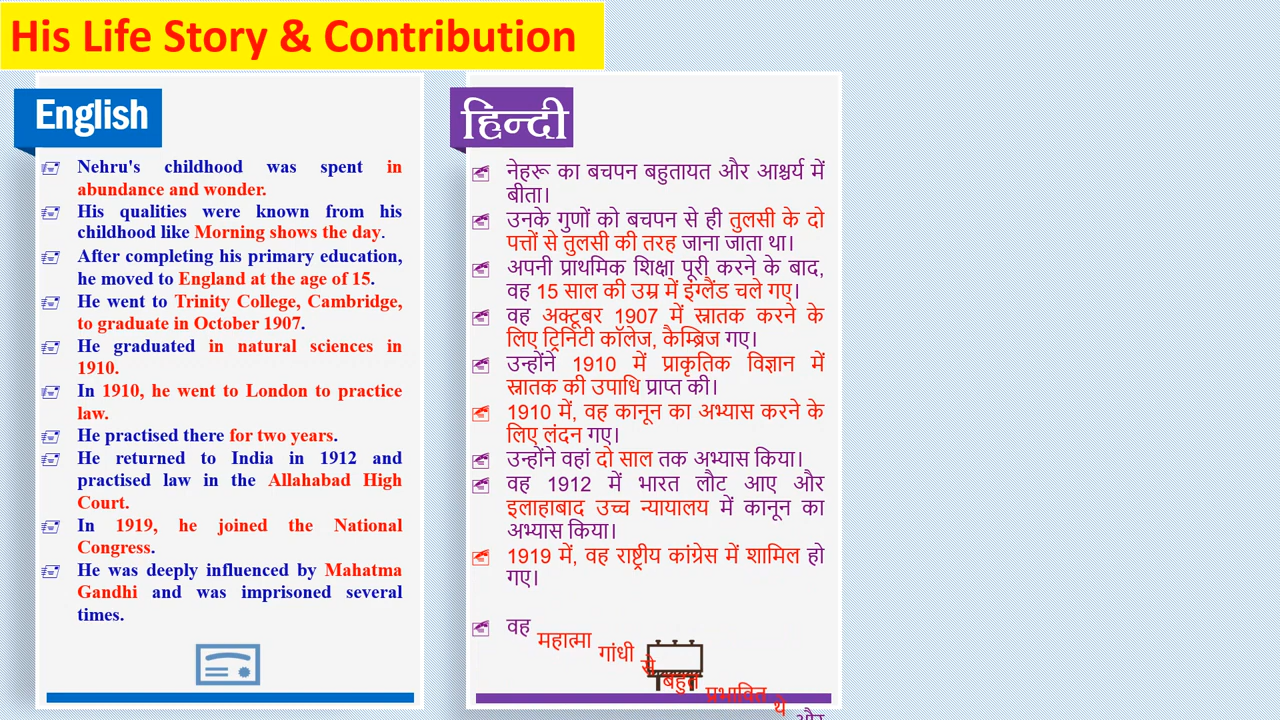 His Life Story & Contribution
English
Nehru's childhood was spent in
abundance and wonder.
His qualities were known from his
childhood like Morning shows the day.
After completing his primary education,
he moved to England at the age of 15.
He went to Trinity College, Cambridge,
to graduate in October 1907.
He graduated in natural sciences in
1910.
In 1910, he went to London to practice
law.
He practised there for two years.
He returned to India in 1912 and
practised law in the Allahabad High
Court.
In 1919, he joined the National
Congress.
He was deeply influenced by Mahatma
Gandhi and was imprisoned several
times.
हिन्दी
नेहरू का बचपन बहुतायत और आश्चर्य में
बीता।
उनके गुणों को बचपन से ही तुलसी के दो
पत्तों से तुलसी की तरह जाना जाता था।
अपनी प्राथमिक शिक्षा पूरी करने के बाद,
वह 15 साल की उम्र में इंग्लैंड चले गए।
वह अक्टूबर 1907 में स्नातक करने के
लिए ट्रिनिटी कॉलेज, कैम्ब्रिज गए।
उन्होंने 1910 में प्राकृतिक विज्ञान में
स्नातक की उपाधि प्राप्त की।
1910 में, वह कानून का अभ्यास करने के
लिए लंदन गए।
उन्होंने वहां दो साल तक अभ्यास किया।
वह 1912 में भारत लौट आए और
इलाहाबाद उच्च न्यायालय में कानून का
अभ्यास किया।
1919 में, वह राष्ट्रीय कांग्रेस में शामिल हो
गए।
वह महात्मा गांधी से बहुत प्रभावित थे और